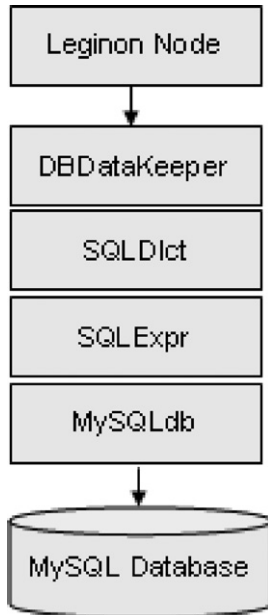 Leginon Node
DBDataKeeper
SQLDIct
SQLExpr
MySQLdb
MySQL Database